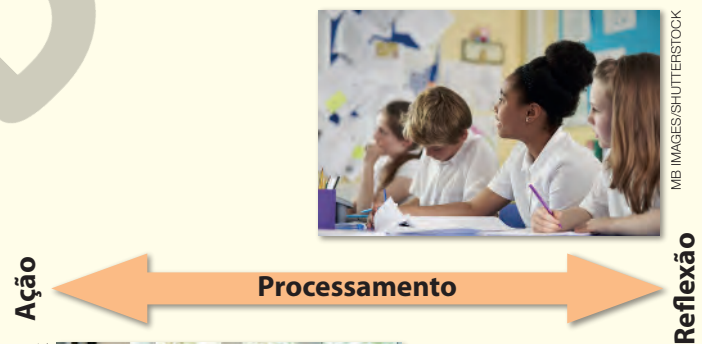 MB IMAGES/SHUTTERSTOCK
Ação
Processamento
Reflexão